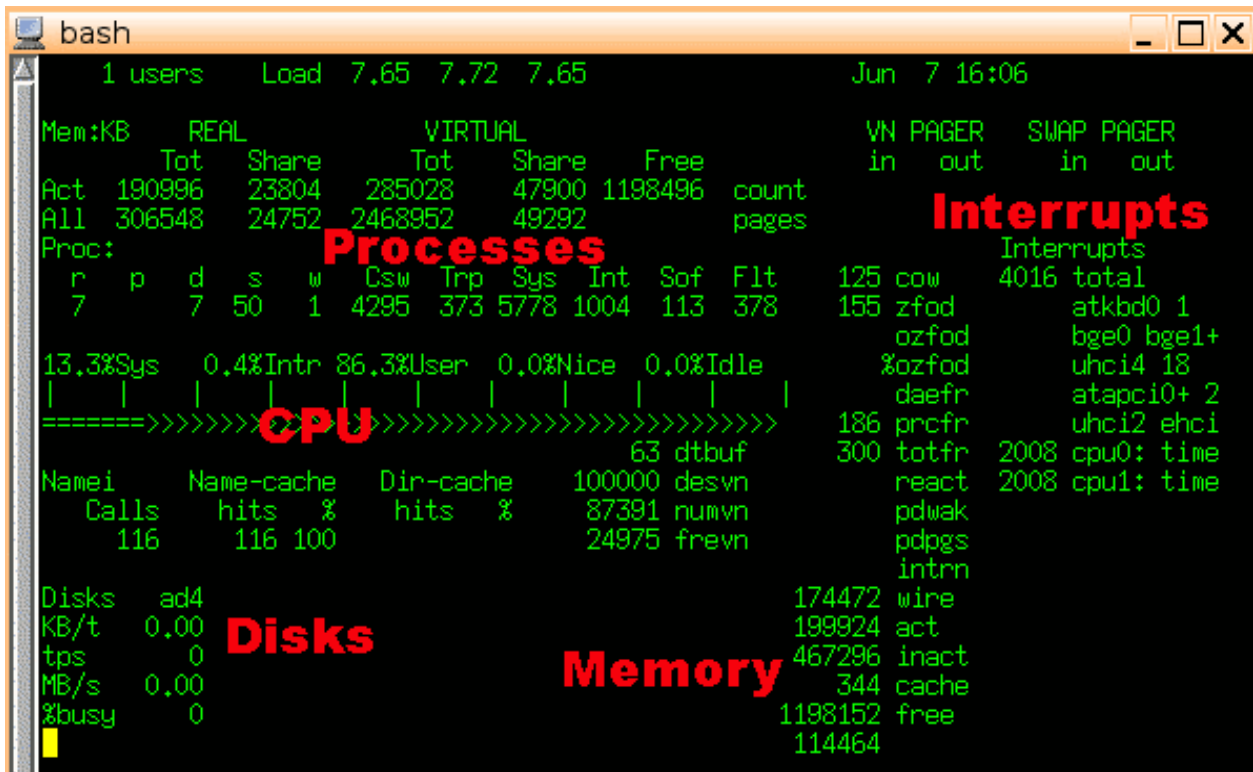 bash
1 users Load 7.65 7.72 7.65 Jun 7 16:06
Mem:KB REAL VIRTUAL VN PAGER SWAP PAGER
Tot Share Tot Share Free in out in out
Act 190996 23804 285028 47900 1198496 count
All 306548 24752 2468952 49292 pages
Interrupts
Processes
Proc: Interrupts
r p d s w Csw Trp Sys Int Sof Flt 125 cow 4016 total
7 7 50 1 4295 373 5778 1004 113 378 155 zfod atkbd0 1
ozfod bge0 bge1+
13.3%Sys 0.4%Intr 86.3%User 0.0%Nice 0.0%Idle %ozfod uhci4 18
| | | | | | | | | | | daefr atapci0+ 2
=======>>>>>>>>>>>>>>>>>>>>>>>>>>>>>>>>>>>>>>>>>>> 186 prcfr uhci2 ehci
CPU
63 dtbuf 300 totfr 2008 cpu0: time
Namei Name-cache Dir-cache 100000 desvn react 2008 cpu1: time
Calls hits % hits % 87391 numvn pdwak
116 116 100 24975 frevn pdpgs
intrn
Disks ad4 174472 wire
KB/t 0.00 199924 act
Disks
tps 0 467296 inact
Memory
MB/s 0.00 344 cache
%busy 0 1198152 free
114464